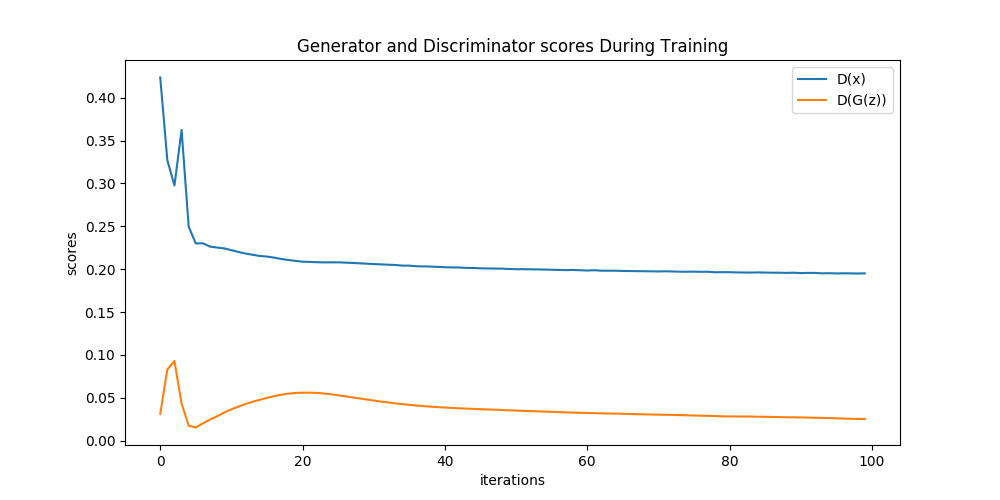 Generator and Discriminator scores During Training
D(x)
D(G(z))
scores
0.40
0.35
0.30
0.25
0.20
0.15
0.10
0.05
0.00
0 20 40 60 80 100
iterations